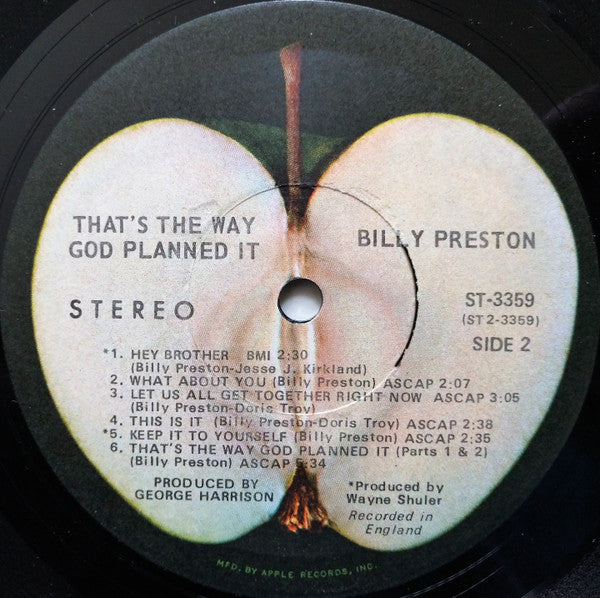 THAT'S THE WAY
GOD PLANNED IT
BILLY PRESTON
STEREO
ST-3359
(ST 2-3359)
SIDE 2
*1. HEY BROTHER BMI 2:30
(Billy Preston-Jesse J. Kirkland)
2. WHAT ABOUT YOU (Billy Preston) ASCAP 2:07
3. LET US ALL GET TOGETHER RIGHT NOW ASCAP 3:05
(Billy Preston-Doris Troy)
4. THIS IS IT (Billy Preston-Doris Troy) ASCAP 2:38
*5. KEEP IT TO YOURSELF (Billy Preston) ASCAP 2:35
6. THAT'S THE WAY GOD PLANNED IT (Parts 1 & 2)
(Billy Preston) ASCAP 5:34
PRODUCED BY
GEORGE HARRISON
*Produced by
Wayne Shuler
Recorded in
England
MFD. BY APPLE RECORDS, INC.